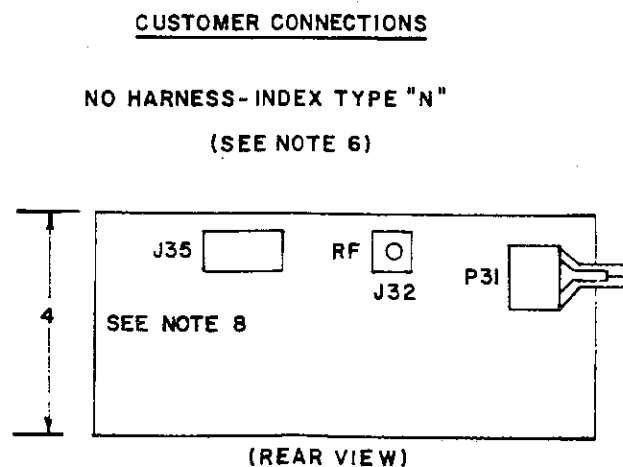 CUSTOMER CONNECTIONS
NO HARNESS-INDEX TYPE "N"
(SEE NOTE 6)
J35
RF
J32
P31
4
SEE NOTE 8
(REAR VIEW)